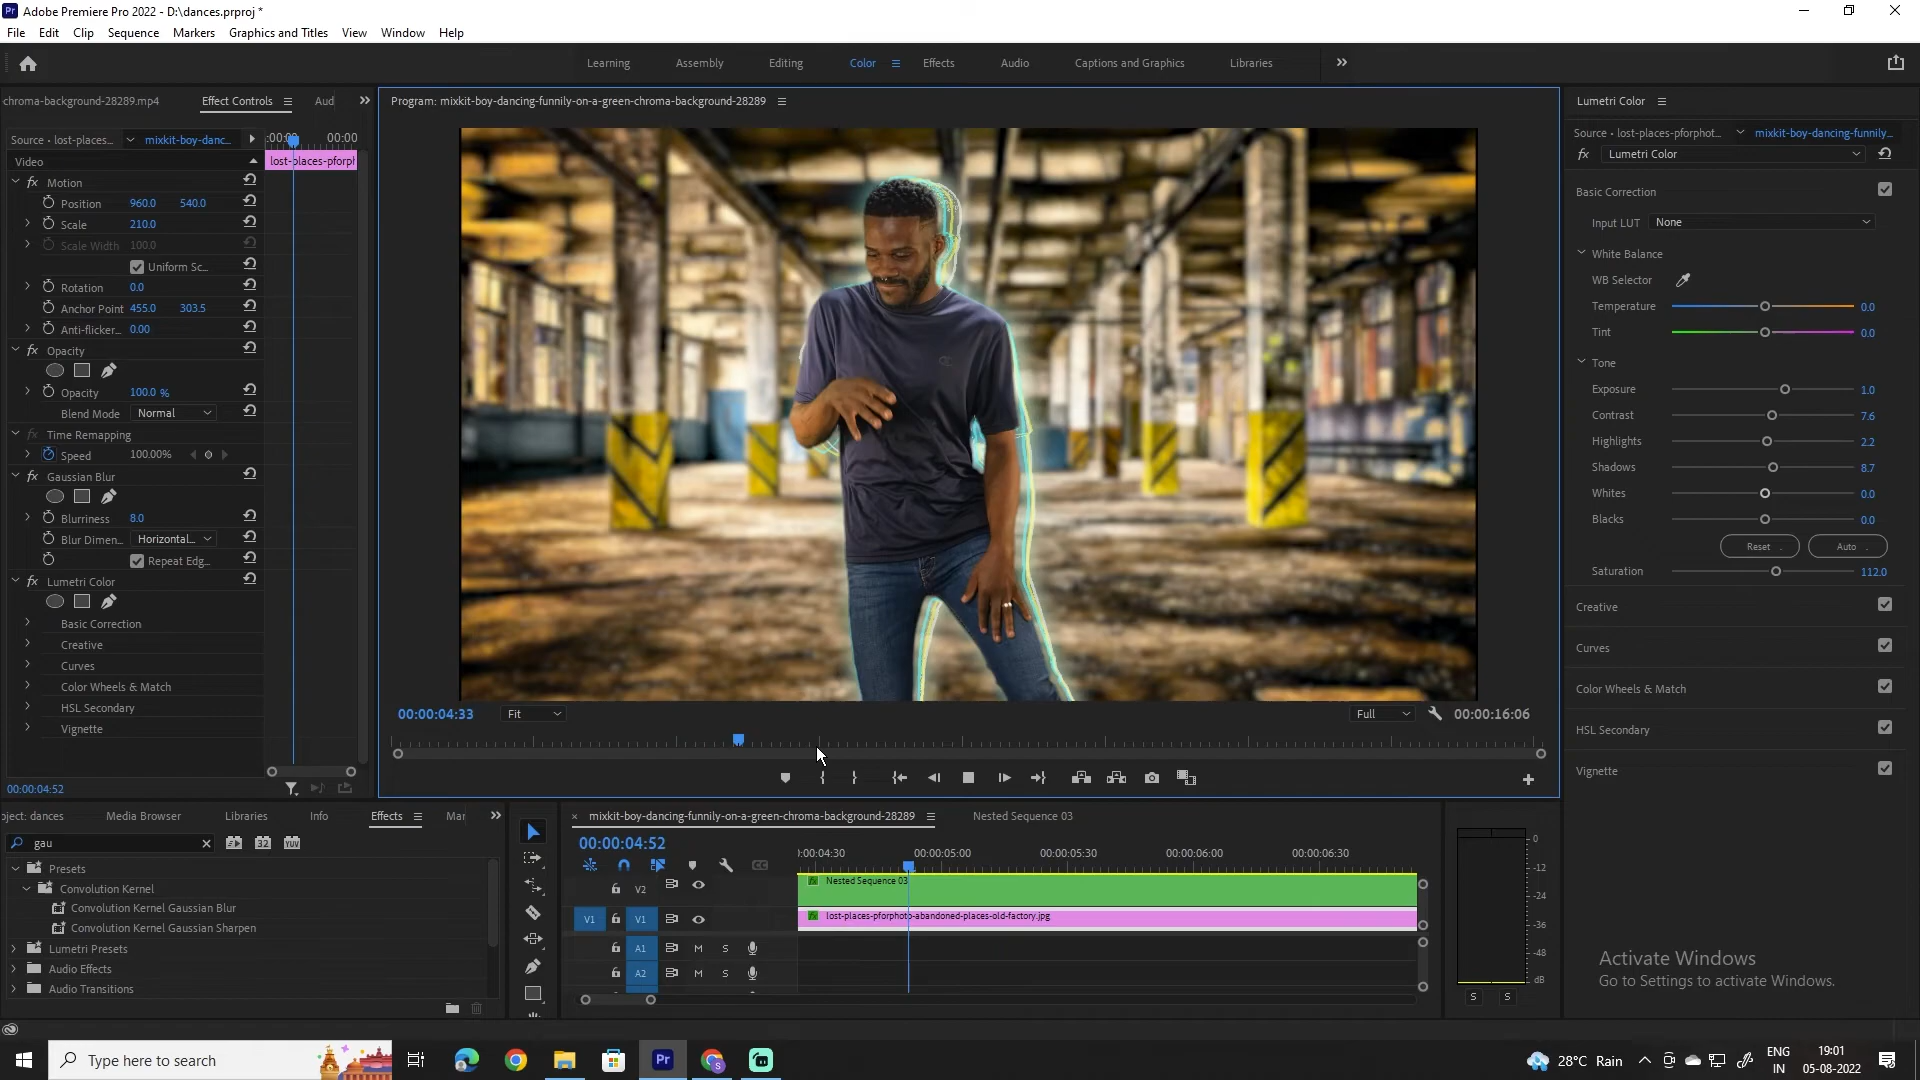 Adobe Premiere Pro 2022 - D:\dances.prproj *
File Edit Clip Sequence Markers Graphics and Titles View Window Help
Learning Assembly Editing Color Effects Audio Captions and Graphics Libraries
chroma-background-28289.mp4 Effect Controls Aud
Source • lost-places... mixkit-boy-danc... :00:00 00:00
Video lost-places-pforph
Motion
Position 960.0 540.0
Scale 210.0
Scale Width 100.0
Uniform Sc...
Rotation 0.0
Anchor Point 455.0 303.5
Anti-flicker... 0.00
Opacity
Opacity 100.0 %
Blend Mode Normal
Time Remapping
Speed 100.00%
Gaussian Blur
Blurriness 8.0
Blur Dimen... Horizontal...
Repeat Edg...
Lumetri Color
Basic Correction
Creative
Curves
Color Wheels & Match
HSL Secondary
Vignette
00:00:04:52
Program: mixkit-boy-dancing-funnily-on-a-green-chroma-background-28289
00:00:04:33 Fit Full 00:00:16:06
Lumetri Color
Source • lost-places-pforphot... mixkit-boy-dancing-funnily...
fx Lumetri Color
Basic Correction
Input LUT None
White Balance
WB Selector
Temperature 0.0
Tint 0.0
Tone
Exposure 1.0
Contrast 7.6
Highlights 2.2
Shadows 8.7
Whites 0.0
Blacks 0.0
Reset Auto
Saturation 112.0
Creative
Curves
Color Wheels & Match
HSL Secondary
Vignette
oject: dances Media Browser Libraries Info Effects Mar
gau
Presets
Convolution Kernel
Convolution Kernel Gaussian Blur
Convolution Kernel Gaussian Sharpen
Lumetri Presets
Audio Effects
Audio Transitions
mixkit-boy-dancing-funnily-on-a-green-chroma-background-28289 Nested Sequence 03
00:00:04:52
):00:04:30 00:00:05:00 00:00:05:30 00:00:06:00 00:00:06:30
V2 Nested Sequence 03
V1 V1 lost-places-pforphoto-abandoned-places-old-factory.jpg
A1 M S
A2 M S
0
-12
-24
-36
-48
dB
S S
Activate Windows
Go to Settings to activate Windows.
Type here to search
28°C Rain
ENG
IN
19:01
05-08-2022